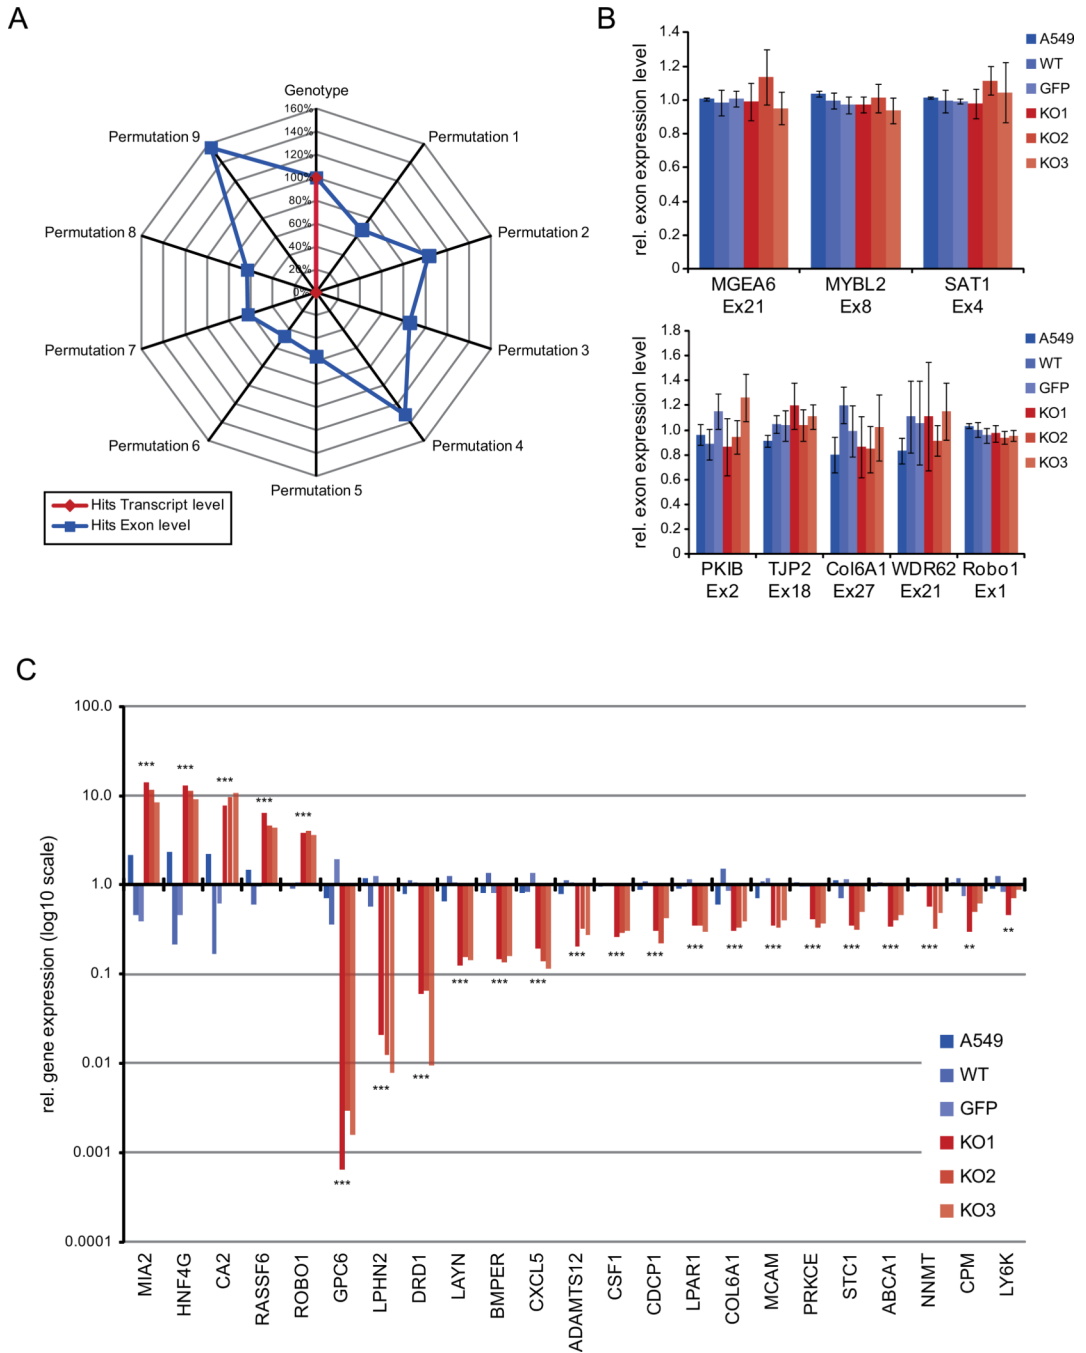 A
Genotype
160%
140%
120%
100%
80%
60%
40%
20%
0%
Permutation 1
Permutation 2
Permutation 3
Permutation 4
Permutation 5
Permutation 6
Permutation 7
Permutation 8
Permutation 9
Hits Transcript level
Hits Exon level
B
rel. exon expression level
1.4
1.2
1.0
0.8
0.6
0.4
0.2
0
MGEA6 MYBL2 SAT1
Ex21 Ex8 Ex4
A549
WT
GFP
KO1
KO2
KO3
rel. exon expression level
1.8
1.6
1.4
1.2
1.0
0.8
0.6
0.4
0.2
0
PKIB TJP2 Col6A1 WDR62 Robo1
Ex2 Ex18 Ex27 Ex21 Ex1
A549
WT
GFP
KO1
KO2
KO3
C
rel. gene expression (log10 scale)
100.0
10.0
1.0
0.1
0.01
0.001
0.0001
*** *** *** *** *** *** *** *** *** *** *** *** *** *** *** *** *** *** *** *** *** ** **
A549
WT
GFP
KO1
KO2
KO3
MIA2
HNF4G
CA2
RASSF6
ROBO1
GPC6
LPHN2
DRD1
LAYN
BMPER
CXCL5
ADAMTS12
CSF1
CDCP1
LPAR1
COL6A1
MCAM
PRKCE
STC1
ABCA1
NNMT
CPM
LY6K